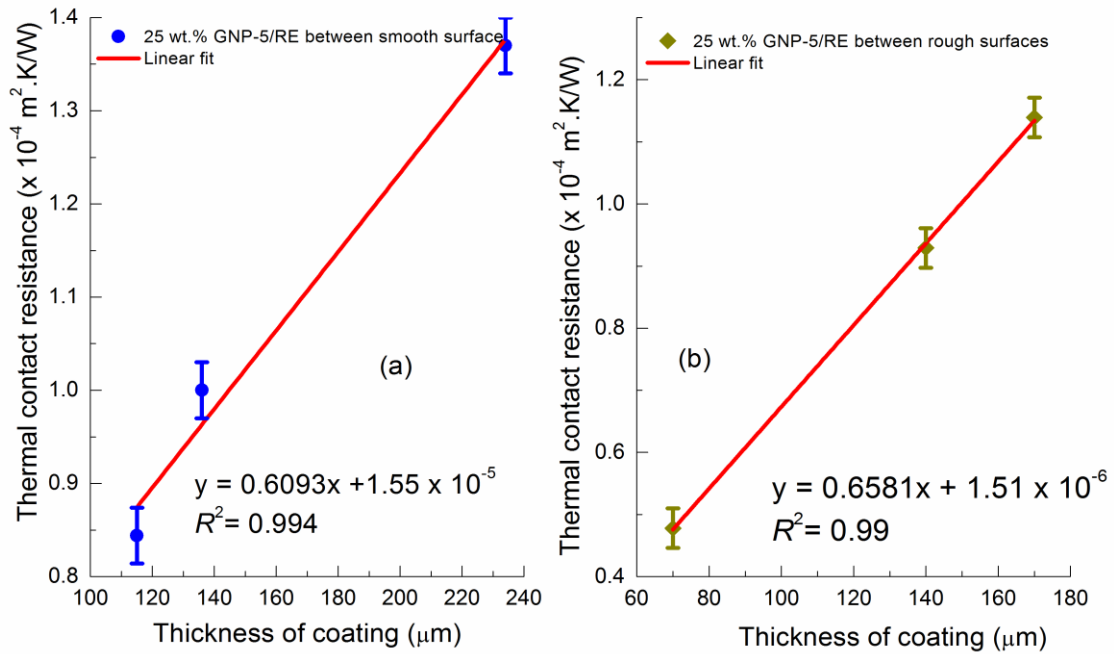 25 wt.% GNP-5/RE between smooth surface
Linear fit
Thermal contact resistance (x 10⁻⁴ m².K/W)
1.4
1.3
1.2
1.1
1.0
0.9
0.8
(a)
y = 0.6093x +1.55 x 10⁻⁵
R²= 0.994
100 120 140 160 180 200 220 240
Thickness of coating (μm)
25 wt.% GNP-5/RE between rough surfaces
Linear fit
Thermal contact resistance (x 10⁻⁴ m².K/W)
1.2
1.0
0.8
0.6
0.4
(b)
y = 0.6581x + 1.51 x 10⁻⁶
R²= 0.99
60 80 100 120 140 160 180
Thickness of coating (μm)